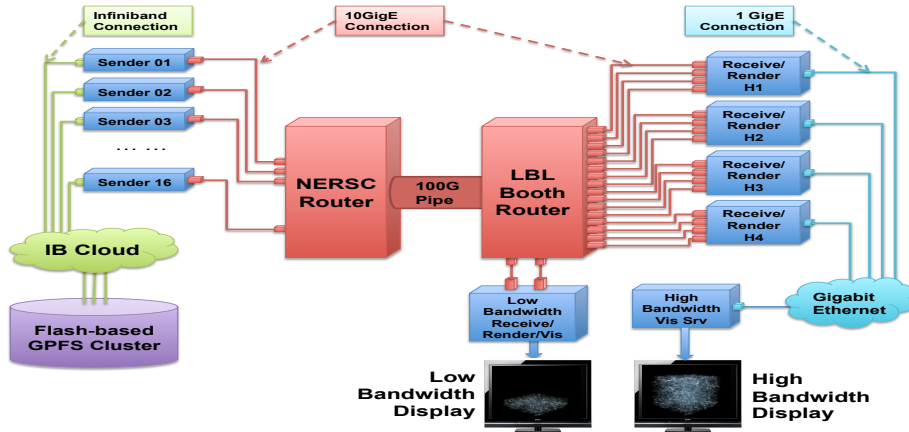 Infiniband
Connection
10GigE
Connection
1 GigE
Connection
Sender 01
Sender 02
Sender 03
... ...
Sender 16
IB Cloud
Flash-based
GPFS Cluster
NERSC
Router
100G
Pipe
LBL
Booth
Router
Receive/
Render
H1
Receive/
Render
H2
Receive/
Render
H3
Receive/
Render
H4
Low
Bandwidth
Receive/
Render/Vis
High
Bandwidth
Vis Srv
Gigabit
Ethernet
Low
Bandwidth
Display
High
Bandwidth
Display